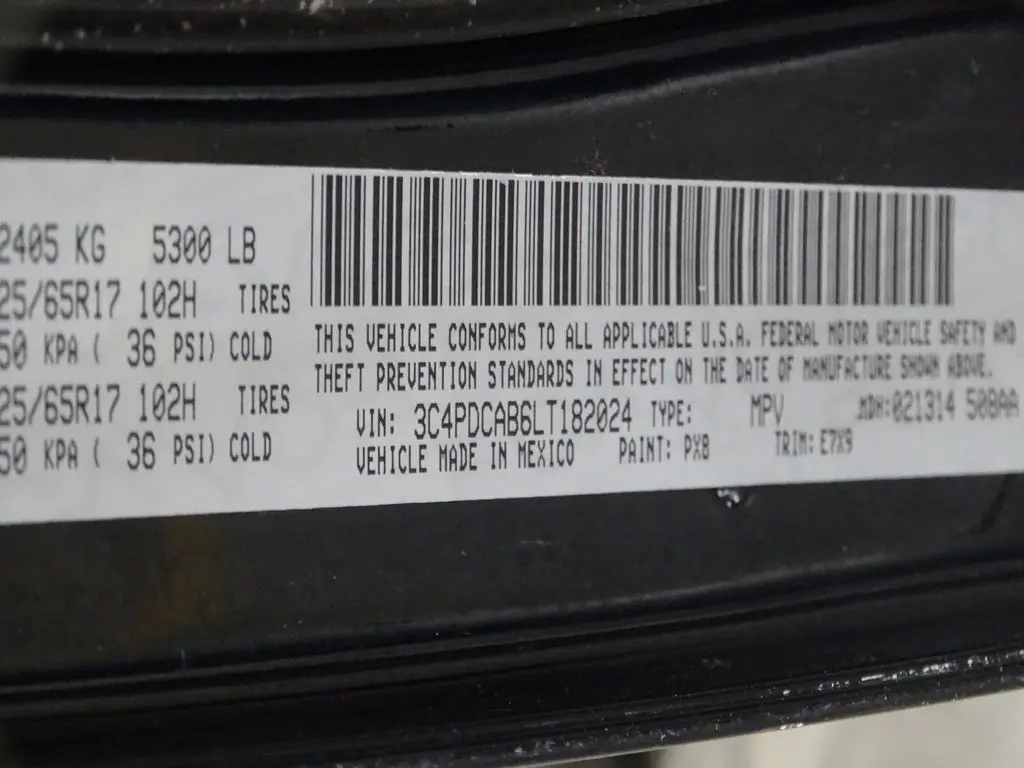 2405 KG 5300 LB
25/65R17 102H TIRES
50 KPA ( 36 PSI) COLD
25/65R17 102H TIRES
50 KPA ( 36 PSI) COLD
THIS VEHICLE CONFORMS TO ALL APPLICABLE U.S.A. FEDERAL MOTOR VEHICLE SAFETY AND
THEFT PREVENTION STANDARDS IN EFFECT ON THE DATE OF MANUFACTURE SHOWN ABOVE.
VIN: 3C4PDCAB6LT182024 TYPE: MPV MDH:021314 508AA
VEHICLE MADE IN MEXICO PAINT: PX8 TRIM: E7X9